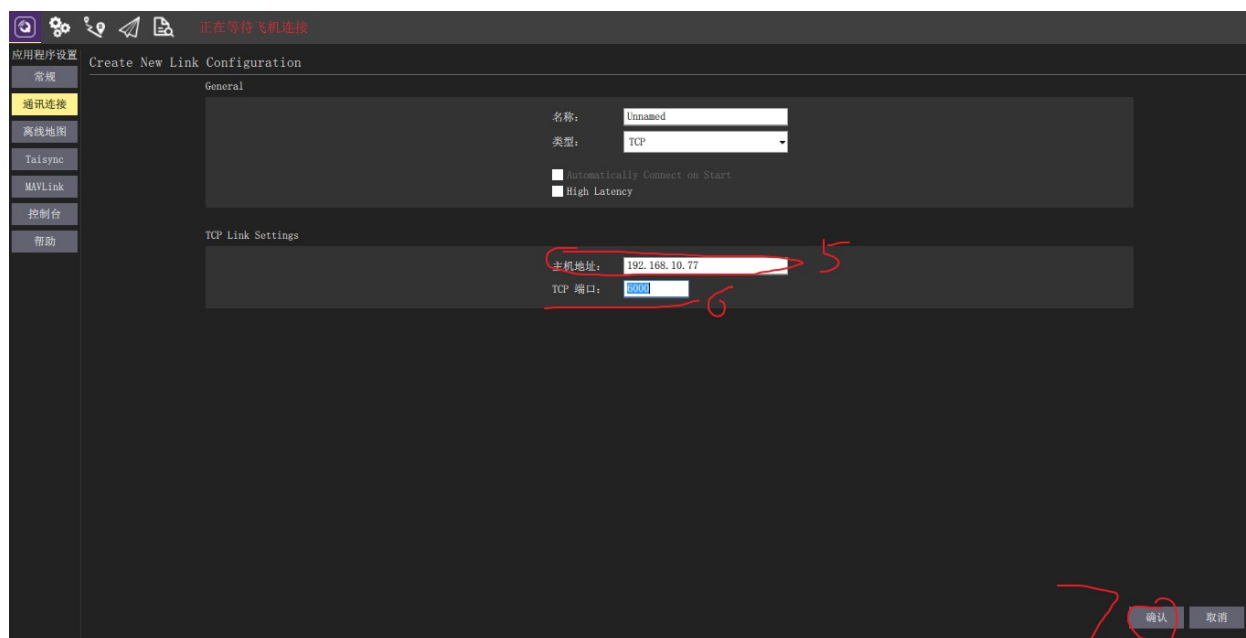 正在等待飞机连接
应用程序设置
常规
通讯连接
离线地图
Taisync
MAVLink
控制台
帮助
Create New Link Configuration
General
名称: Unnamed
类型: TCP
Automatically Connect on Start
High Latency
TCP Link Settings
主机地址: 192.168.10.77
5
TCP 端口: 6000
6
7
确认 取消